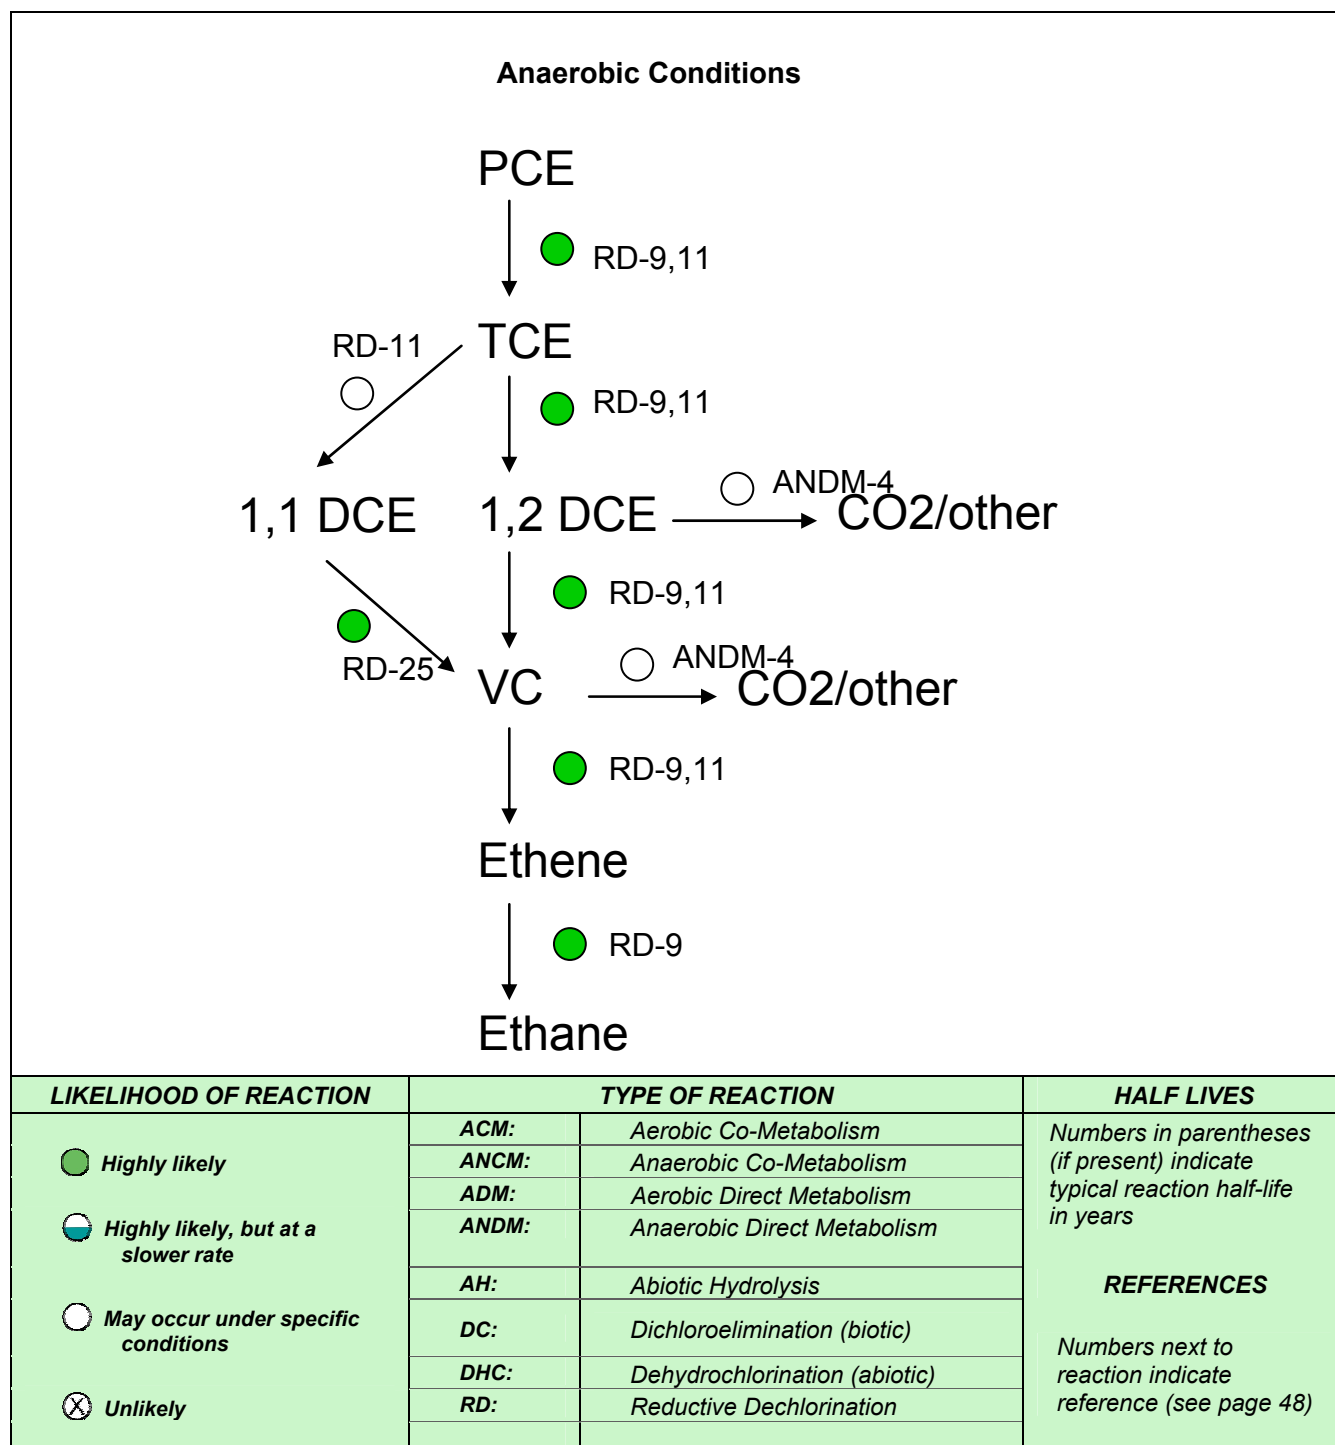 Anaerobic Conditions
PCE
RD-9,11
TCE
RD-11
RD-9,11
1,1 DCE
1,2 DCE
ANDM-4
CO2/other
RD-9,11
RD-25
VC
ANDM-4
CO2/other
RD-9,11
Ethene
RD-9
Ethane
LIKELIHOOD OF REACTION
Highly likely
Highly likely, but at a
slower rate
May occur under specific
conditions
X Unlikely
TYPE OF REACTION
ACM: Aerobic Co-Metabolism
ANCM: Anaerobic Co-Metabolism
ADM: Aerobic Direct Metabolism
ANDM: Anaerobic Direct Metabolism
AH: Abiotic Hydrolysis
DC: Dichloroelimination (biotic)
DHC: Dehydrochlorination (abiotic)
RD: Reductive Dechlorination
HALF LIVES
Numbers in parentheses
(if present) indicate
typical reaction half-life
in years
REFERENCES
Numbers next to
reaction indicate
reference (see page 48)